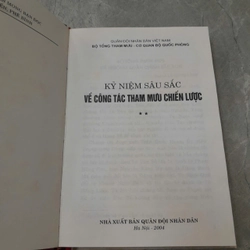 QUÂN ĐỘI NHÂN DÂN VIỆT NAM
BỘ TỔNG THAM MƯU - CƠ QUAN BỘ QUỐC PHÒNG
KỶ NIỆM SÂU SẮC
VỀ CÔNG TÁC THAM MƯU CHIẾN LƯỢC
**
NHÀ XUẤT BẢN QUÂN ĐỘI NHÂN DÂN
Hà Nội - 2004